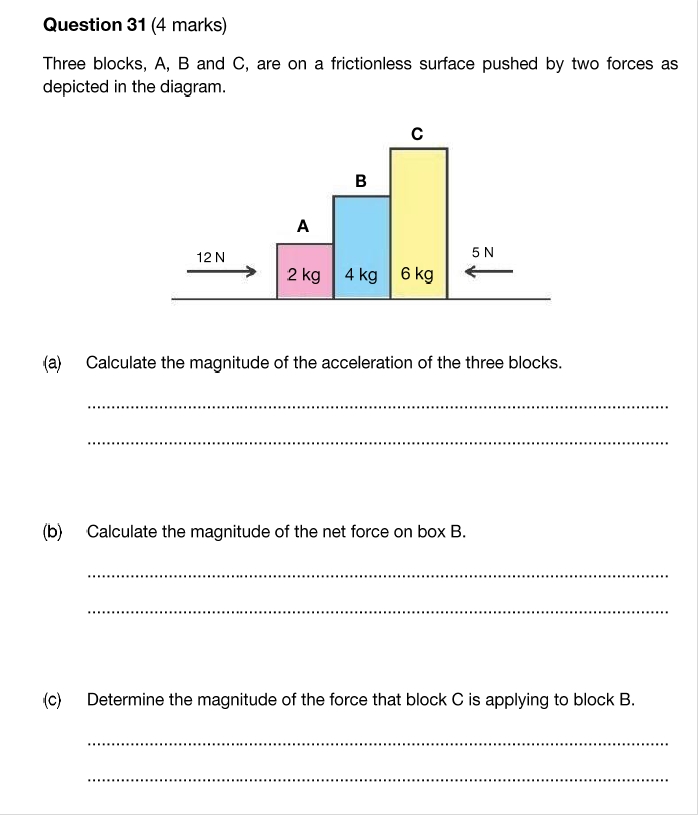 Question 31 (4 marks)
Three blocks, A, B and C, are on a frictionless surface pushed by two forces as
depicted in the diagram.
C
B
A
12 N
5 N
2 kg 4 kg 6 kg
(a) Calculate the magnitude of the acceleration of the three blocks.
(b) Calculate the magnitude of the net force on box B.
(c) Determine the magnitude of the force that block C is applying to block B.